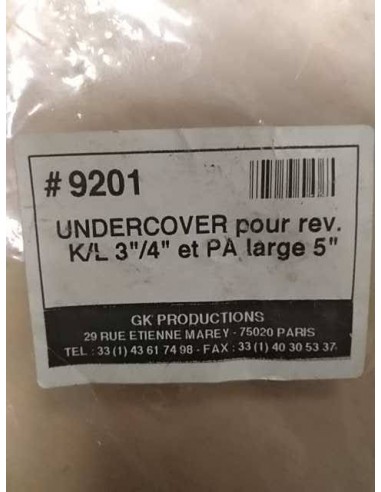 #9201
UNDERCOVER pour rev.
K/L 3"/4" et PA large 5"
GK PRODUCTIONS
29 RUE ETIENNE MAREY - 75020 PARIS
TEL : 33 (1) 43 61 74 98 - FAX : 33 (1) 40 30 53 37